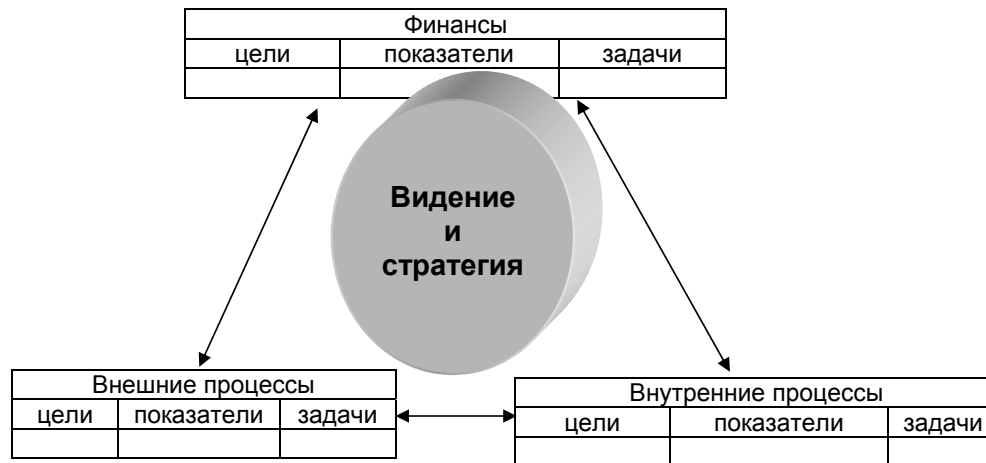 Финансы
цели показатели задачи
Видение
и
стратегия
Внешние процессы
цели показатели задачи
Внутренние процессы
цели показатели задачи